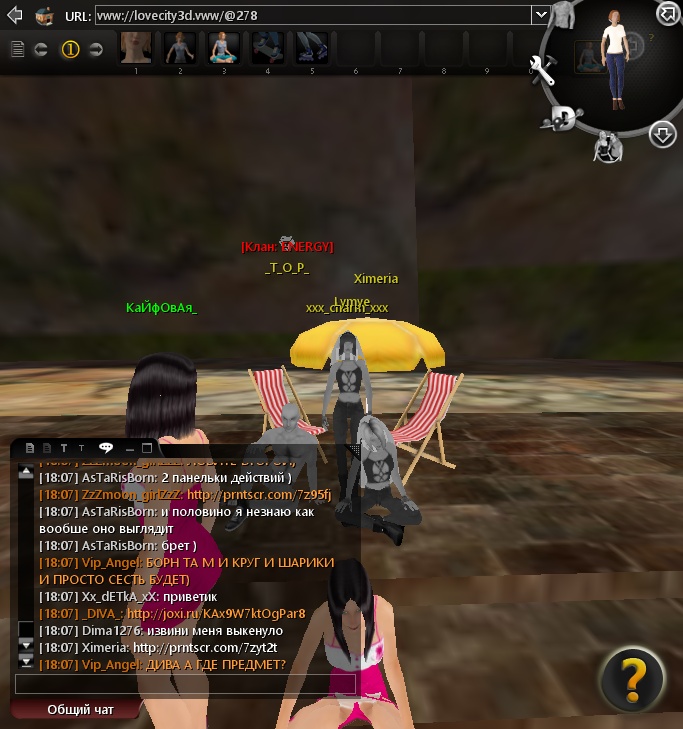 URL: vww://lovecity3d.vww/@278
1 2 3 4 5 6 7 8 9
[Клан: ENERGY]
_T_O_P_
Ximeria
Lymye
КаЙфОвАя_
xxx_charm_xxx
[18:07] AsTaRisBorn: 2 панельки действий )
[18:07] ZzZmoon_girlZzZ: http://prntscr.com/7z95fj
[18:07] AsTaRisBorn: и половино я незнаю как
вообше оно выглядит
[18:07] AsTaRisBorn: брет )
[18:07] Vip_Angel: БОРН ТА М И КРУГ И ШАРИКИ
И ПРОСТО СЕСТЬ БУДЕТ)
[18:07] Xx_dETkA_xX: приветик
[18:07] _DIVA_: http://joxi.ru/KAx9W7ktOgPar8
[18:07] Dima1276: извини меня выкенуло
[18:07] Ximeria: http://prntscr.com/7zyt2t
[18:07] Vip_Angel: ДИВА А ГДЕ ПРЕДМЕТ?
Общий чат